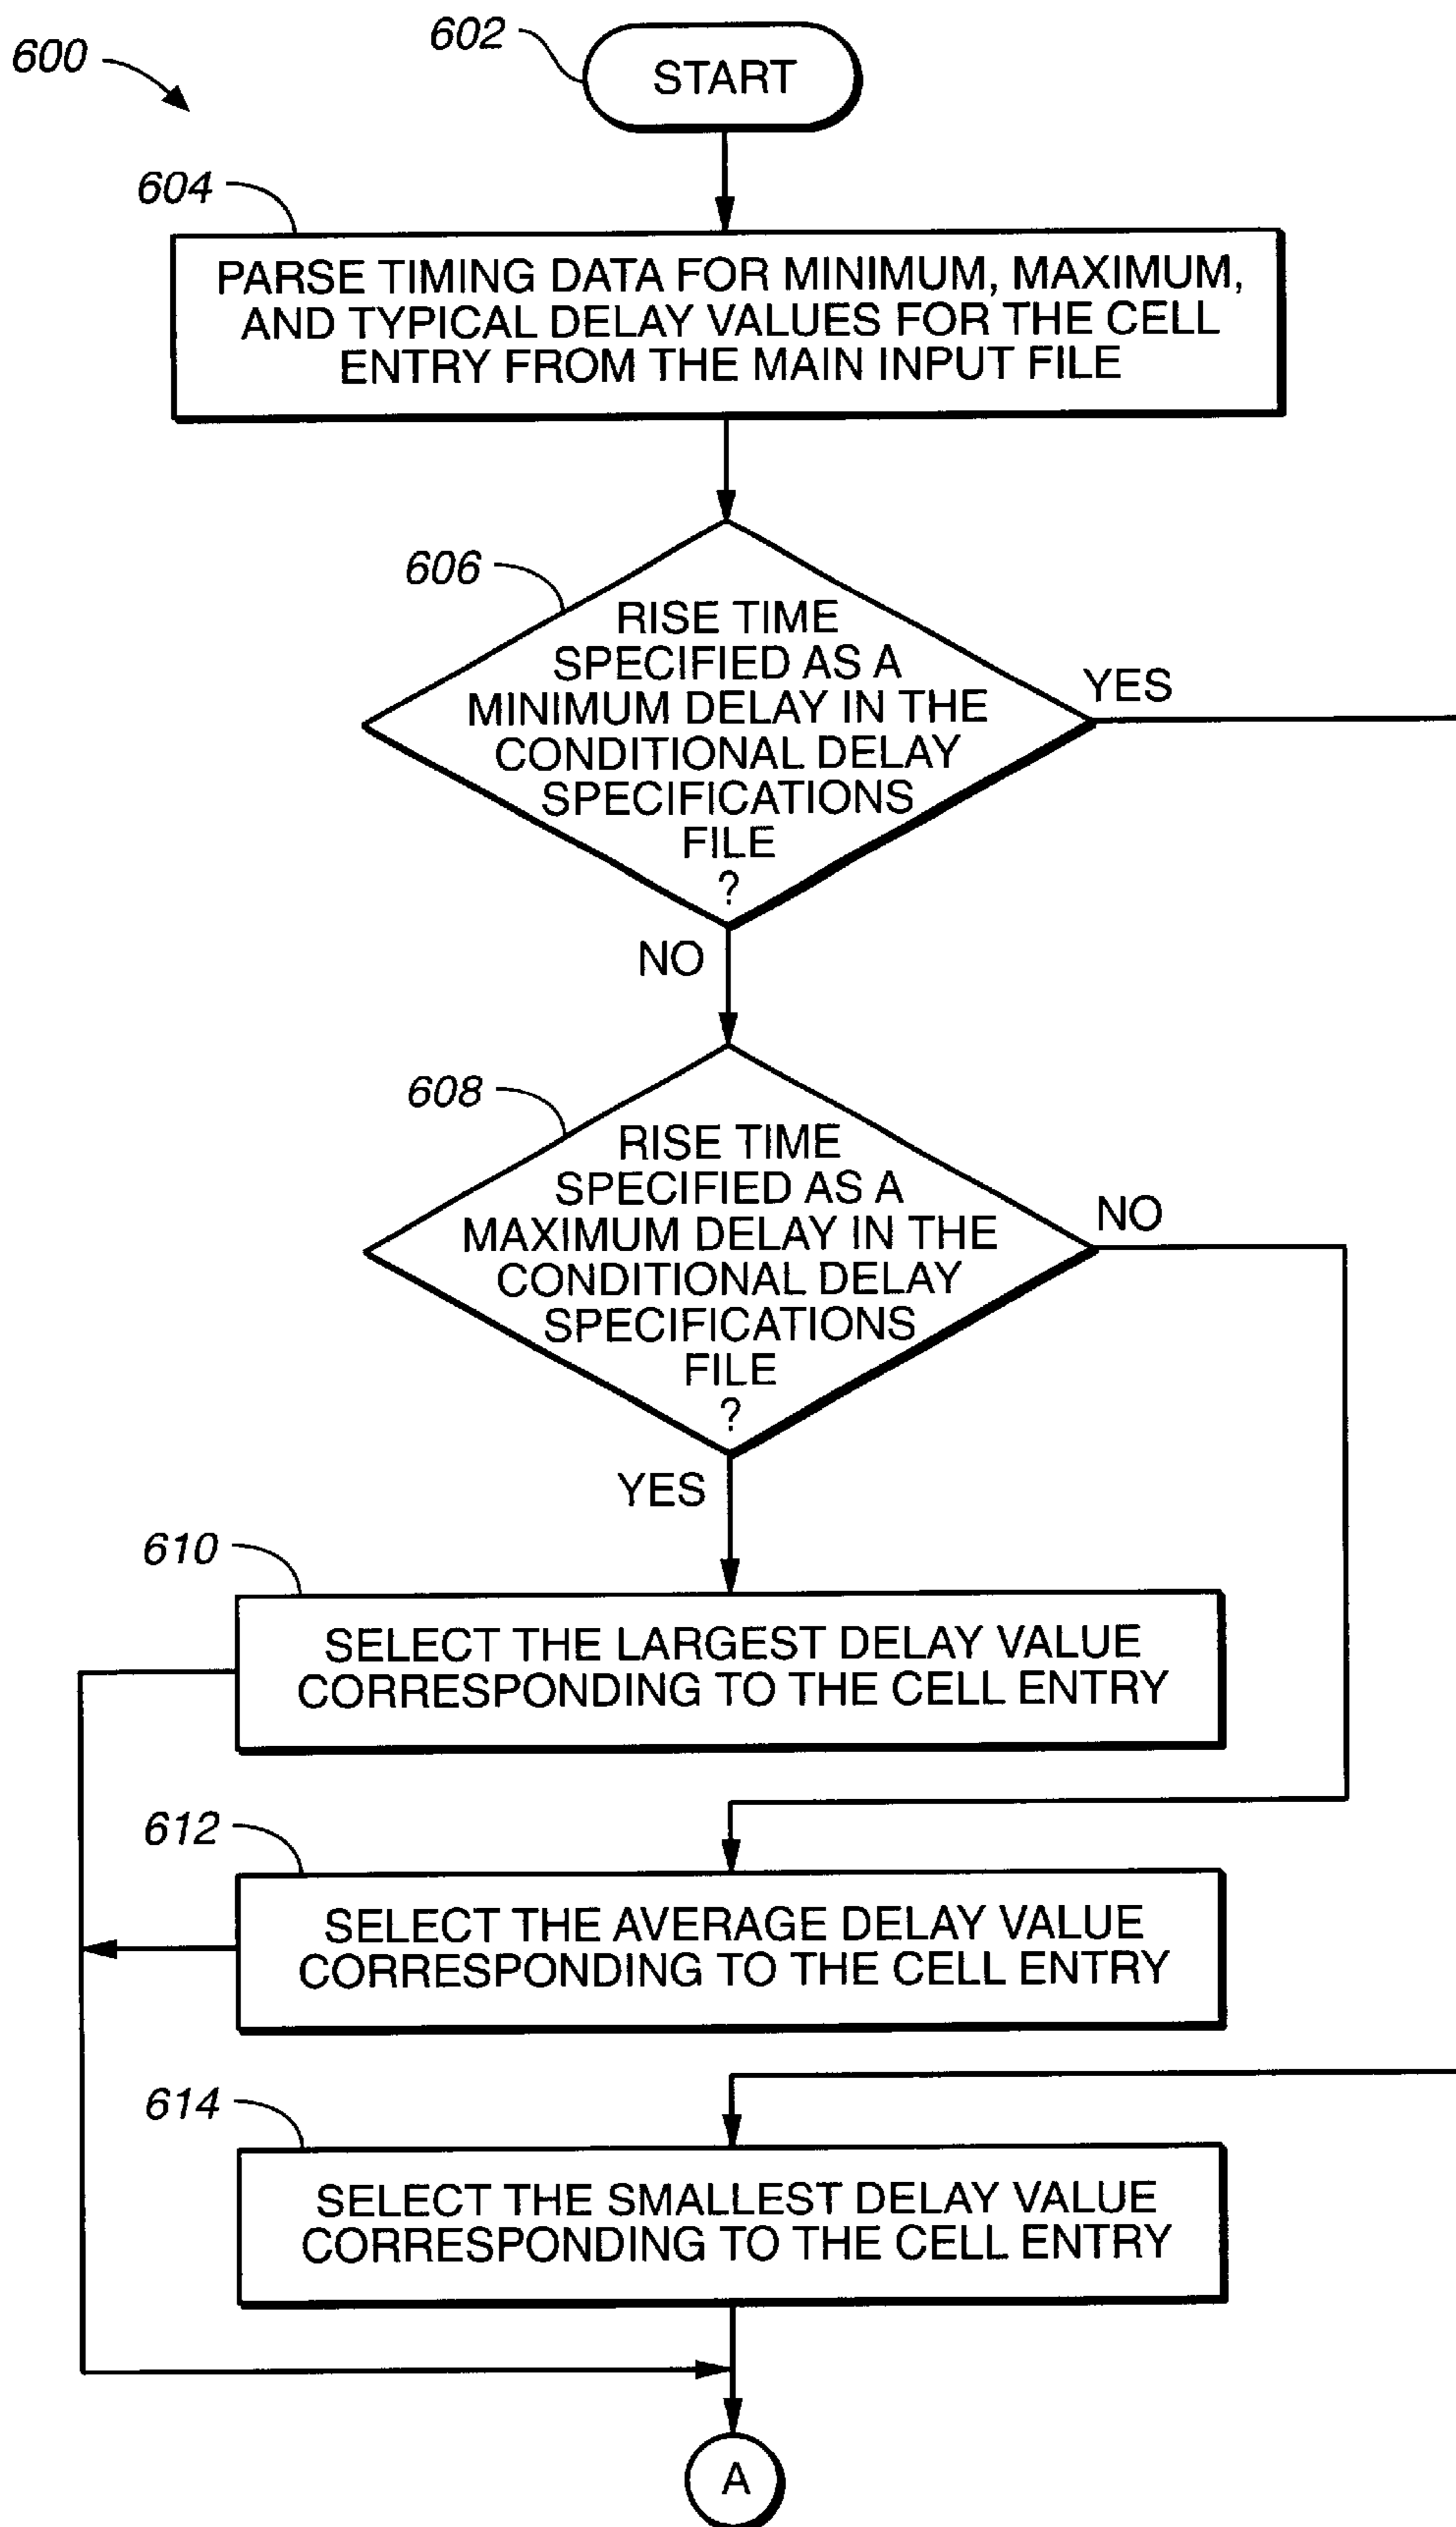 600
602
START
604
PARSE TIMING DATA FOR MINIMUM, MAXIMUM,
AND TYPICAL DELAY VALUES FOR THE CELL
ENTRY FROM THE MAIN INPUT FILE
606
RISE TIME
SPECIFIED AS A
MINIMUM DELAY IN THE
CONDITIONAL DELAY
SPECIFICATIONS
FILE
?
YES
NO
608
RISE TIME
SPECIFIED AS A
MAXIMUM DELAY IN THE
CONDITIONAL DELAY
SPECIFICATIONS
FILE
?
NO
YES
610
SELECT THE LARGEST DELAY VALUE
CORRESPONDING TO THE CELL ENTRY
612
SELECT THE AVERAGE DELAY VALUE
CORRESPONDING TO THE CELL ENTRY
614
SELECT THE SMALLEST DELAY VALUE
CORRESPONDING TO THE CELL ENTRY
A